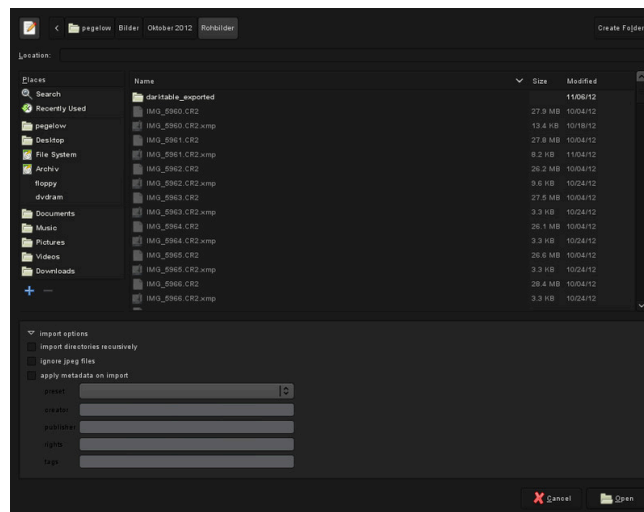 pegelow Bilder Oktober 2012 Rohbilder Create Folder
Location:
Places
Search
Recently Used
pegelow
Desktop
File System
Archiv
floppy
dvdram
Documents
Music
Pictures
Videos
Downloads
Name Size Modified
darktable_exported 11/06/12
IMG_5960.CR2 27.9 MB 10/04/12
IMG_5960.CR2.xmp 13.4 KB 10/18/12
IMG_5961.CR2 27.8 MB 10/04/12
IMG_5961.CR2.xmp 8.2 KB 11/04/12
IMG_5962.CR2 26.2 MB 10/04/12
IMG_5962.CR2.xmp 9.6 KB 10/24/12
IMG_5963.CR2 27.5 MB 10/04/12
IMG_5963.CR2.xmp 3.3 KB 10/24/12
IMG_5964.CR2 26.1 MB 10/04/12
IMG_5964.CR2.xmp 3.3 KB 10/24/12
IMG_5965.CR2 26.6 MB 10/04/12
IMG_5965.CR2.xmp 3.3 KB 10/24/12
IMG_5966.CR2 28.4 MB 10/04/12
IMG_5966.CR2.xmp 3.3 KB 10/24/12
import options
import directories recursively
ignore jpeg files
apply metadata on import
preset
creator
publisher
rights
tags
Cancel Open